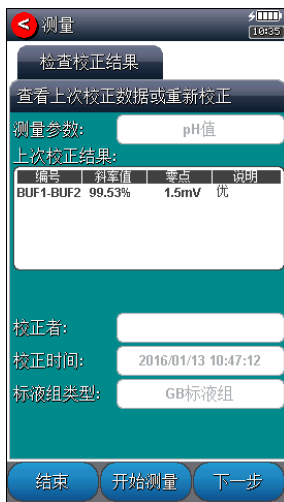 测量
10:35
检查校正结果
查看上次校正数据或重新校正
测量参数: pH值
上次校正结果:
编号 斜率值 零点 说明
BUF1-BUF2 99.53% 1.5mV 优
校正者:
校正时间: 2016/01/13 10:47:12
标液组类型: GB标液组
结束 开始测量 下一步